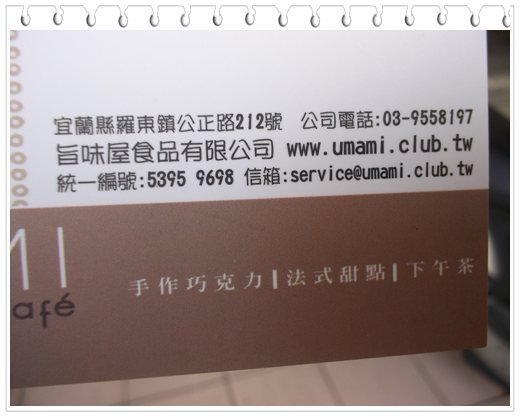 宜蘭縣羅東鎮公正路212號 公司電話:03-9558197
旨味屋食品有限公司 www.umami.club.tw
統一編號:5395 9698 信箱:service@umami.club.tw
MI
afé
手作巧克力|法式甜點|下午茶